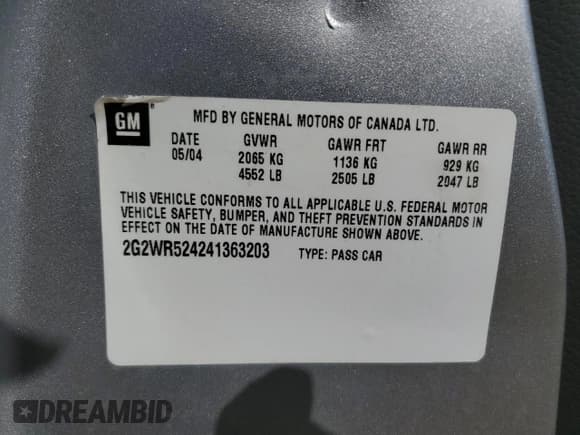 GM
®
MFD BY GENERAL MOTORS OF CANADA LTD.
DATE GVWR GAWR FRT GAWR RR
05/04 2065 KG 1136 KG 929 KG
4552 LB 2505 LB 2047 LB
THIS VEHICLE CONFORMS TO ALL APPLICABLE U.S. FEDERAL MOTOR
VEHICLE SAFETY, BUMPER, AND THEFT PREVENTION STANDARDS IN
EFFECT ON THE DATE OF MANUFACTURE SHOWN ABOVE.
2G2WR524241363203 TYPE: PASS CAR
DREAMBID